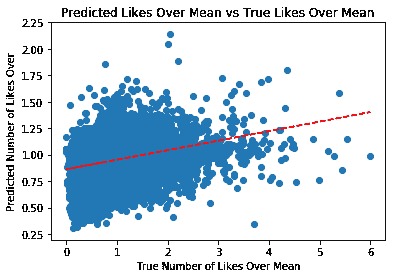 Predicted Likes Over Mean vs True Likes Over Mean
2.25
2.00
1.75
1.50
1.25
1.00
0.75
0.50
0.25
Predicted Number of Likes Over
0 1 2 3 4 5 6
True Number of Likes Over Mean